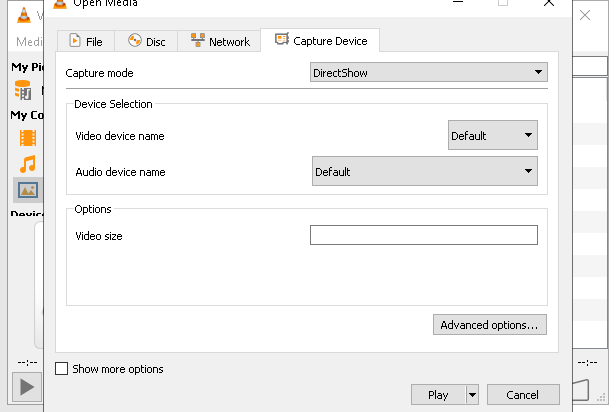 Open Media
Medi
File
Disc
Network
Capture Device
My Pi
Capture mode
DirectShow
My Co
Device Selection
Video device name
Default
Audio device name
Default
Device
Options
Video size
Advanced options...
--:--
--:--
Show more options
Play
Cancel